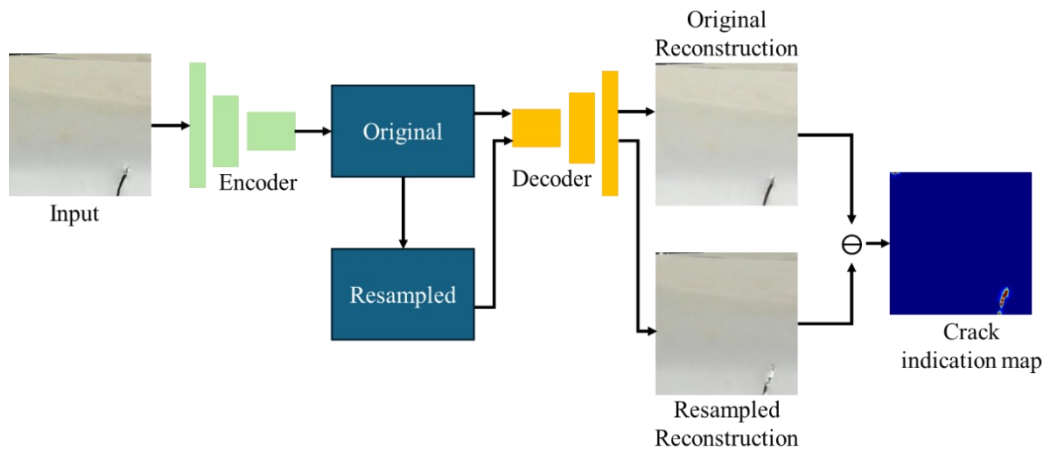 Input
Encoder
Original
Resampled
Decoder
Original
Reconstruction
Resampled
Reconstruction
Crack
indication map